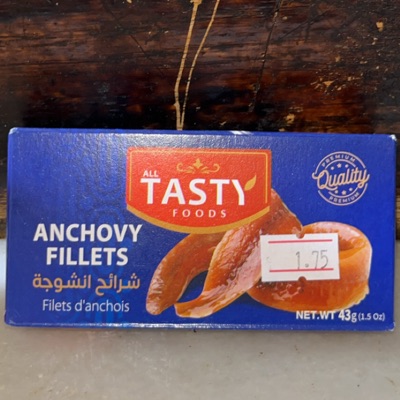 ALL
TASTY
FOODS
PREMIUM
Quality
PREMIUM
ANCHOVY
FILLETS
شرائح انشوجة
Filets d'anchois
1.75
NET.WT 43g (1.5 Oz)